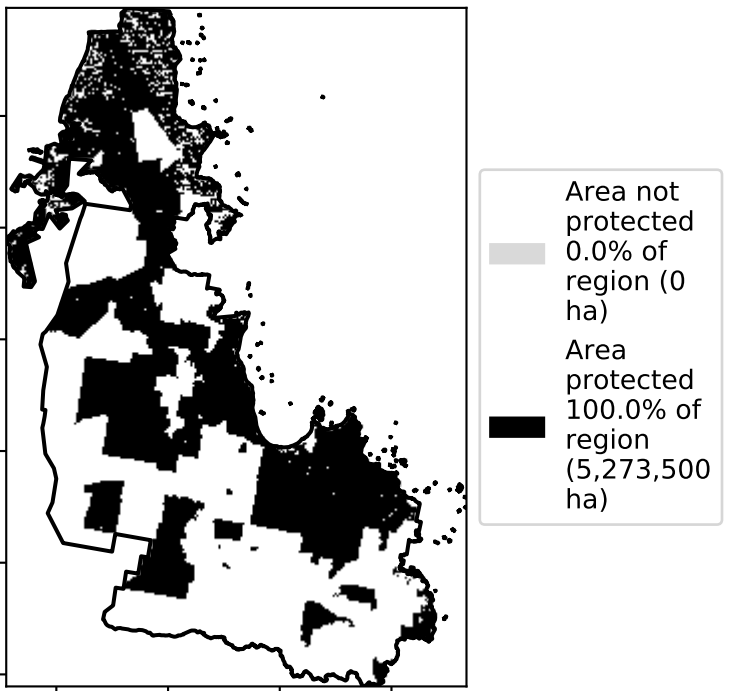 Area not
protected
0.0% of
region (0
ha)
Area
protected
100.0% of
region
(5,273,500
ha)